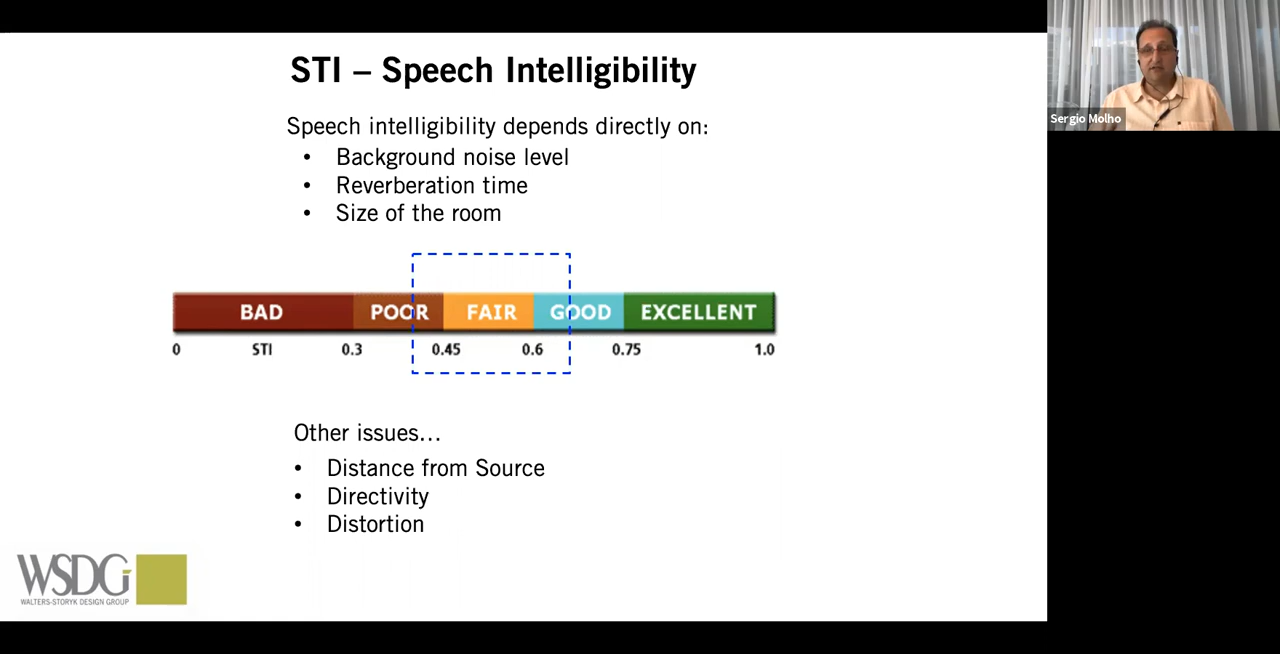 STI – Speech Intelligibility
Speech intelligibility depends directly on:
• Background noise level
• Reverberation time
• Size of the room
BAD POOR FAIR GOOD EXCELLENT
0 STI 0.3 0.45 0.6 0.75 1.0
Other issues…
• Distance from Source
• Directivity
• Distortion
WSDG
WALTERS-STORYK DESIGN GROUP
Sergio Molho